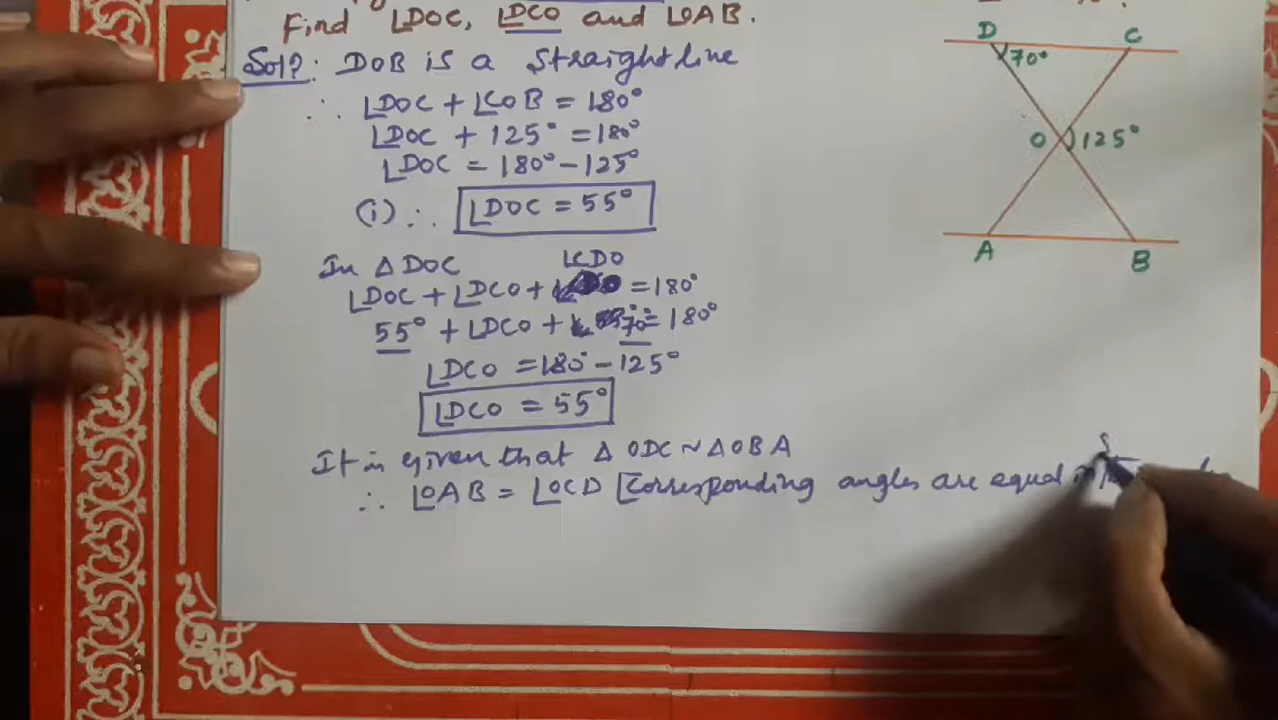 Find ∠DOC, ∠DCO and ∠OAB.
Solⁿ: DOB is a straight line
∴ ∠DOC + ∠COB = 180°
∠DOC + 125° = 180°
∠DOC = 180° - 125°
(i) ∴ ∠DOC = 55°
In △ DOC
∠CDO
∠DOC + ∠DCO + = 180°
55° + ∠DCO + 70° = 180°
∠DCO = 180° - 125°
∠DCO = 55°
It is given that △ ODC ~ △ OBA
∴ ∠OAB = ∠OCD [Corresponding angles are equal in
D
C
70°
O
125°
A
B